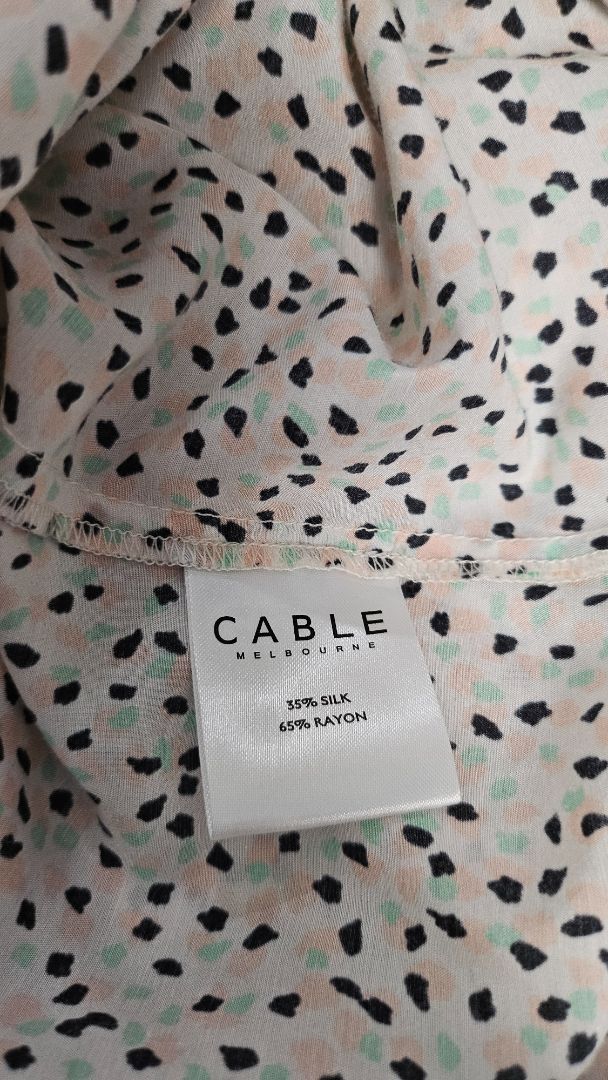 CABLE
MELBOURNE
35% SILK
65% RAYON